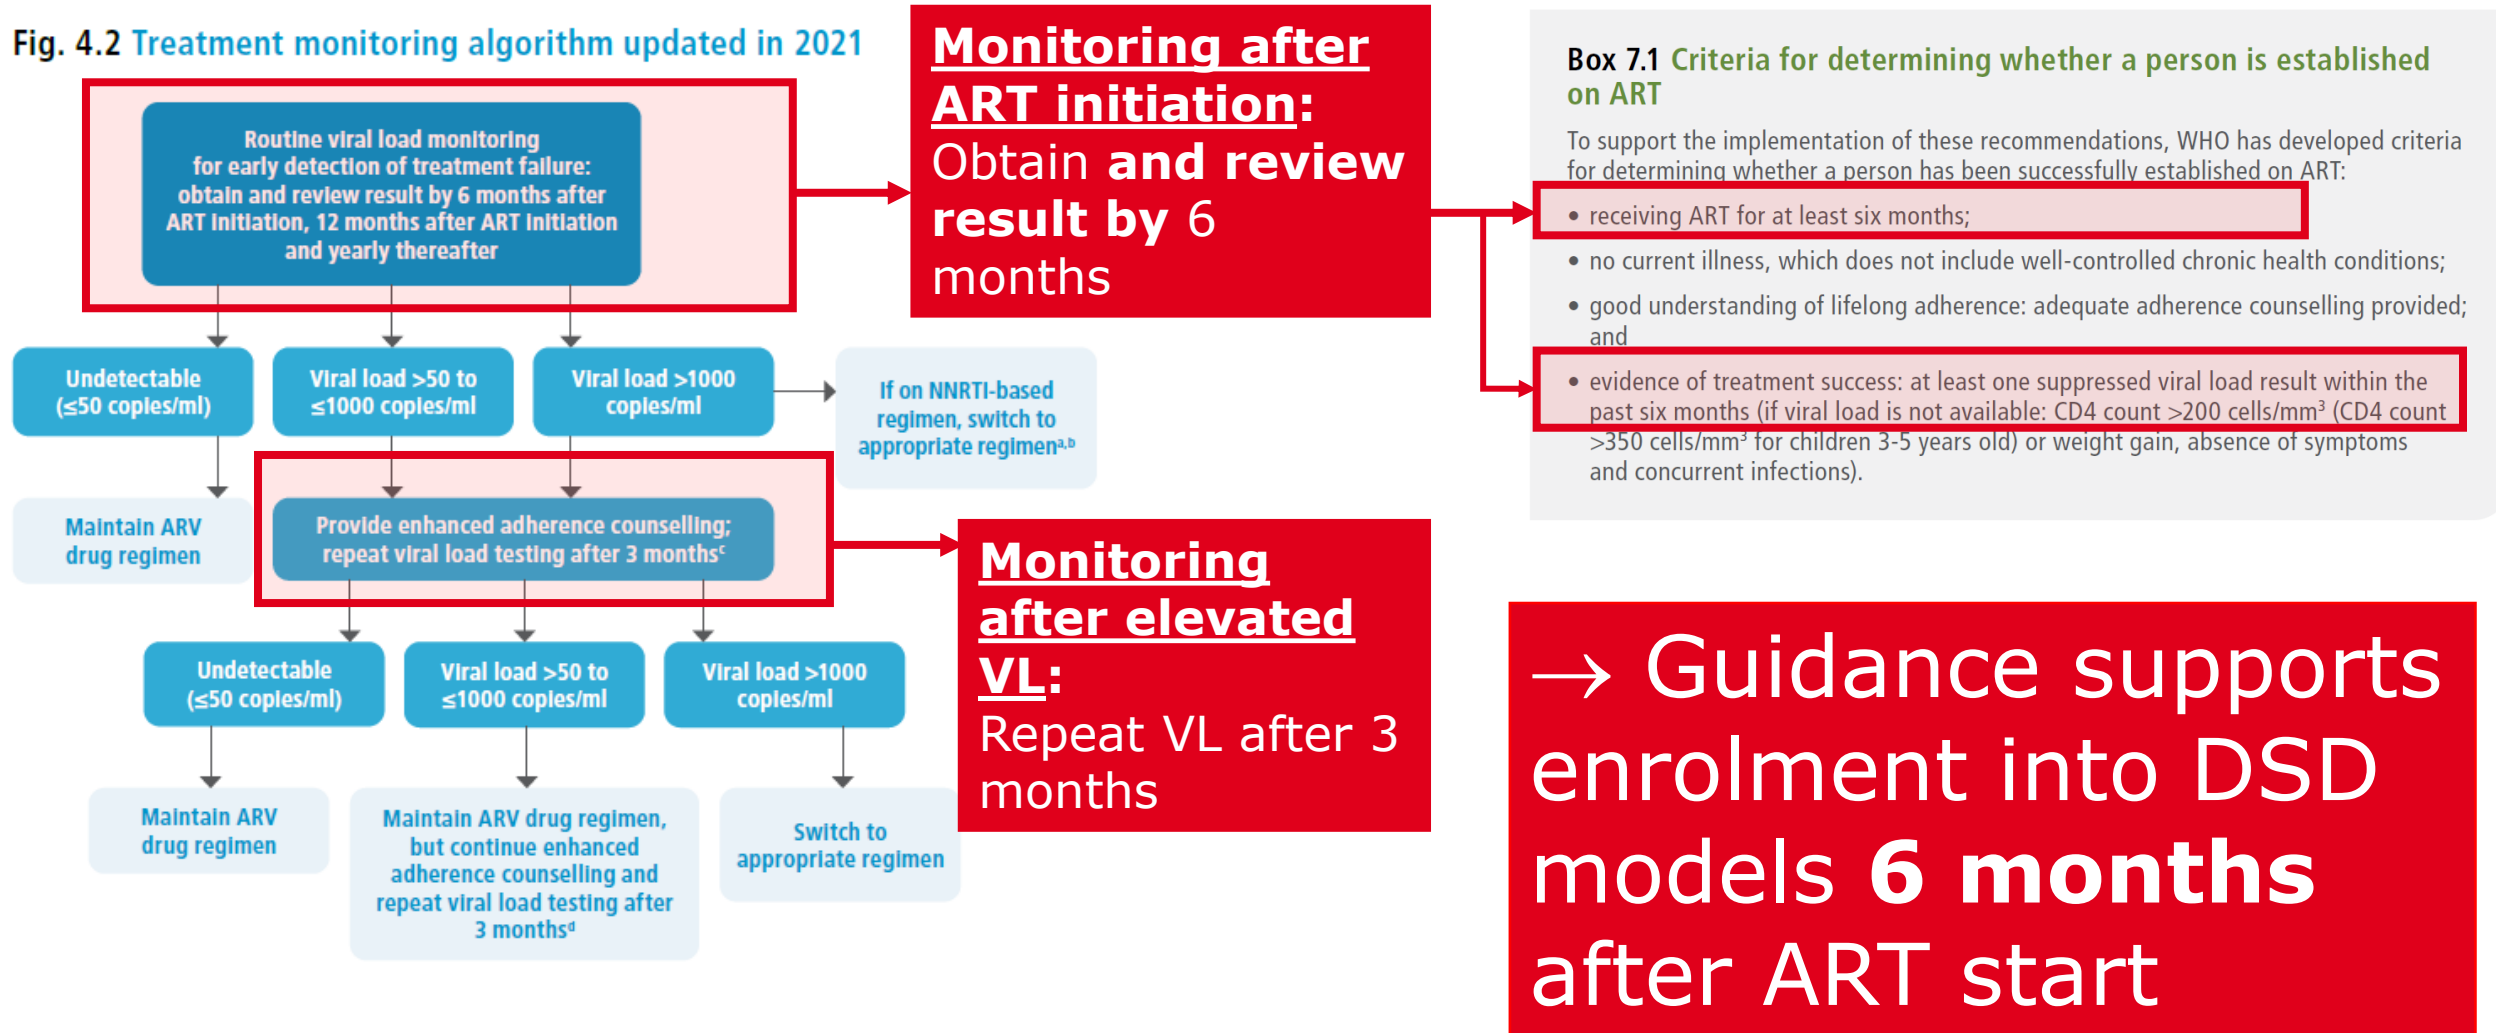 Fig. 4.2 Treatment monitoring algorithm updated in 2021
Routine viral load monitoring
for early detection of treatment failure:
obtain and review result by 6 months after
ART initiation, 12 months after ART initiation
and yearly thereafter
Undetectable
(≤50 copies/ml)
Viral load >50 to
≤1000 copies/ml
Viral load >1000
copies/ml
If on NNRTI-based
regimen, switch to
appropriate regimenᵃ,ᵇ
Maintain ARV
drug regimen
Provide enhanced adherence counselling;
repeat viral load testing after 3 monthsᶜ
Undetectable
(≤50 copies/ml)
Viral load >50 to
≤1000 copies/ml
Viral load >1000
copies/ml
Maintain ARV
drug regimen
Maintain ARV drug regimen,
but continue enhanced
adherence counselling and
repeat viral load testing after
3 monthsᵈ
Switch to
appropriate regimen
Monitoring after
ART initiation:
Obtain and review
result by 6
months
Monitoring
after elevated
VL:
Repeat VL after 3
months
Box 7.1 Criteria for determining whether a person is established
on ART
To support the implementation of these recommendations, WHO has developed criteria
for determining whether a person has been successfully established on ART:
• receiving ART for at least six months;
• no current illness, which does not include well-controlled chronic health conditions;
• good understanding of lifelong adherence: adequate adherence counselling provided;
and
• evidence of treatment success: at least one suppressed viral load result within the
past six months (if viral load is not available: CD4 count >200 cells/mm³ (CD4 count
>350 cells/mm³ for children 3-5 years old) or weight gain, absence of symptoms
and concurrent infections).
→ Guidance supports
enrolment into DSD
models 6 months
after ART start